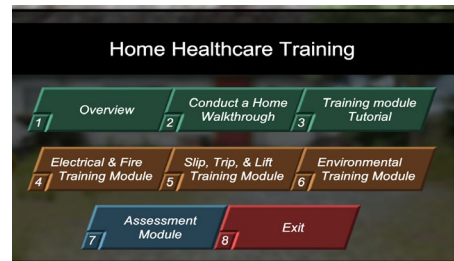 Home Healthcare Training
1 Overview
2 Conduct a Home
Walkthrough
3 Training module
Tutorial
4 Electrical & Fire
Training Module
5 Slip, Trip, & Lift
Training Module
6 Environmental
Training Module
7 Assessment
Module
8 Exit